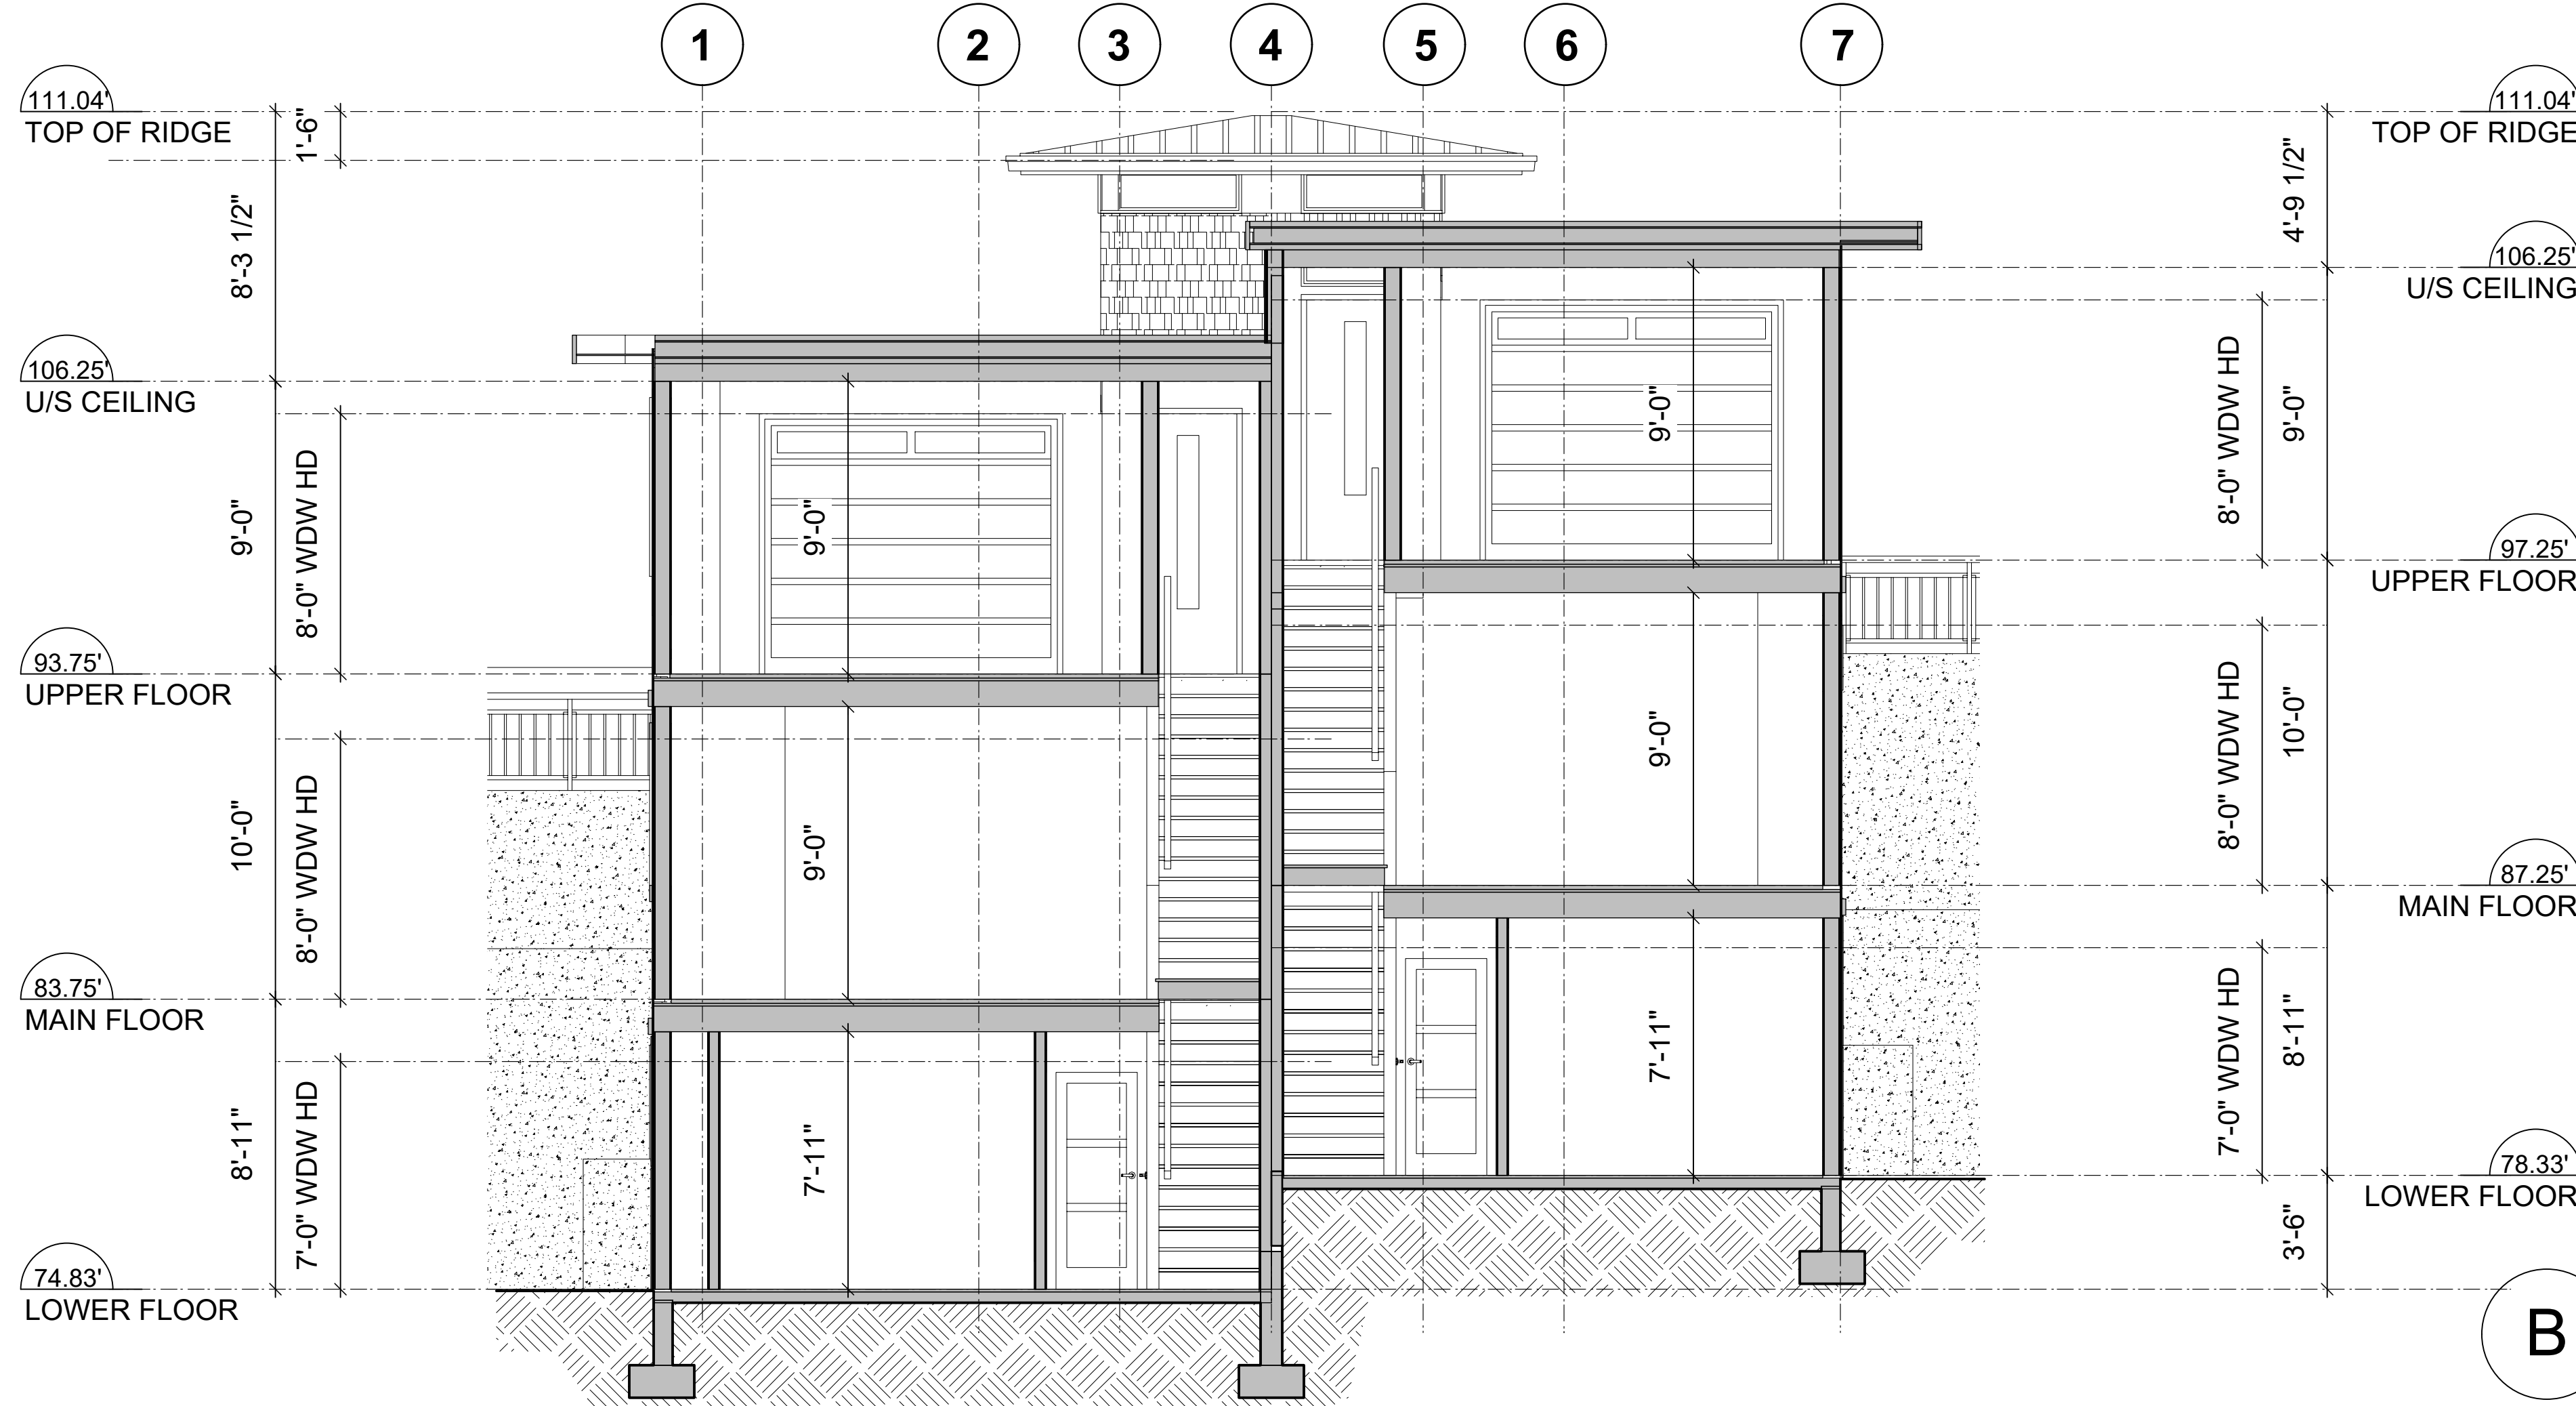 1 2 3 4 5 6 7
111.04'
TOP OF RIDGE
1'-6"
8'-3 1/2"
106.25'
U/S CEILING
9'-0"
8'-0" WDW HD
93.75'
UPPER FLOOR
10'-0"
8'-0" WDW HD
83.75'
MAIN FLOOR
8'-11"
7'-0" WDW HD
74.83'
LOWER FLOOR
9'-0"
9'-0"
7'-11"
9'-0"
9'-0"
7'-11"
111.04'
TOP OF RIDGE
4'-9 1/2"
106.25'
U/S CEILING
8'-0" WDW HD
9'-0"
97.25'
UPPER FLOOR
8'-0" WDW HD
10'-0"
87.25'
MAIN FLOOR
7'-0" WDW HD
8'-11"
78.33'
LOWER FLOOR
3'-6"
B